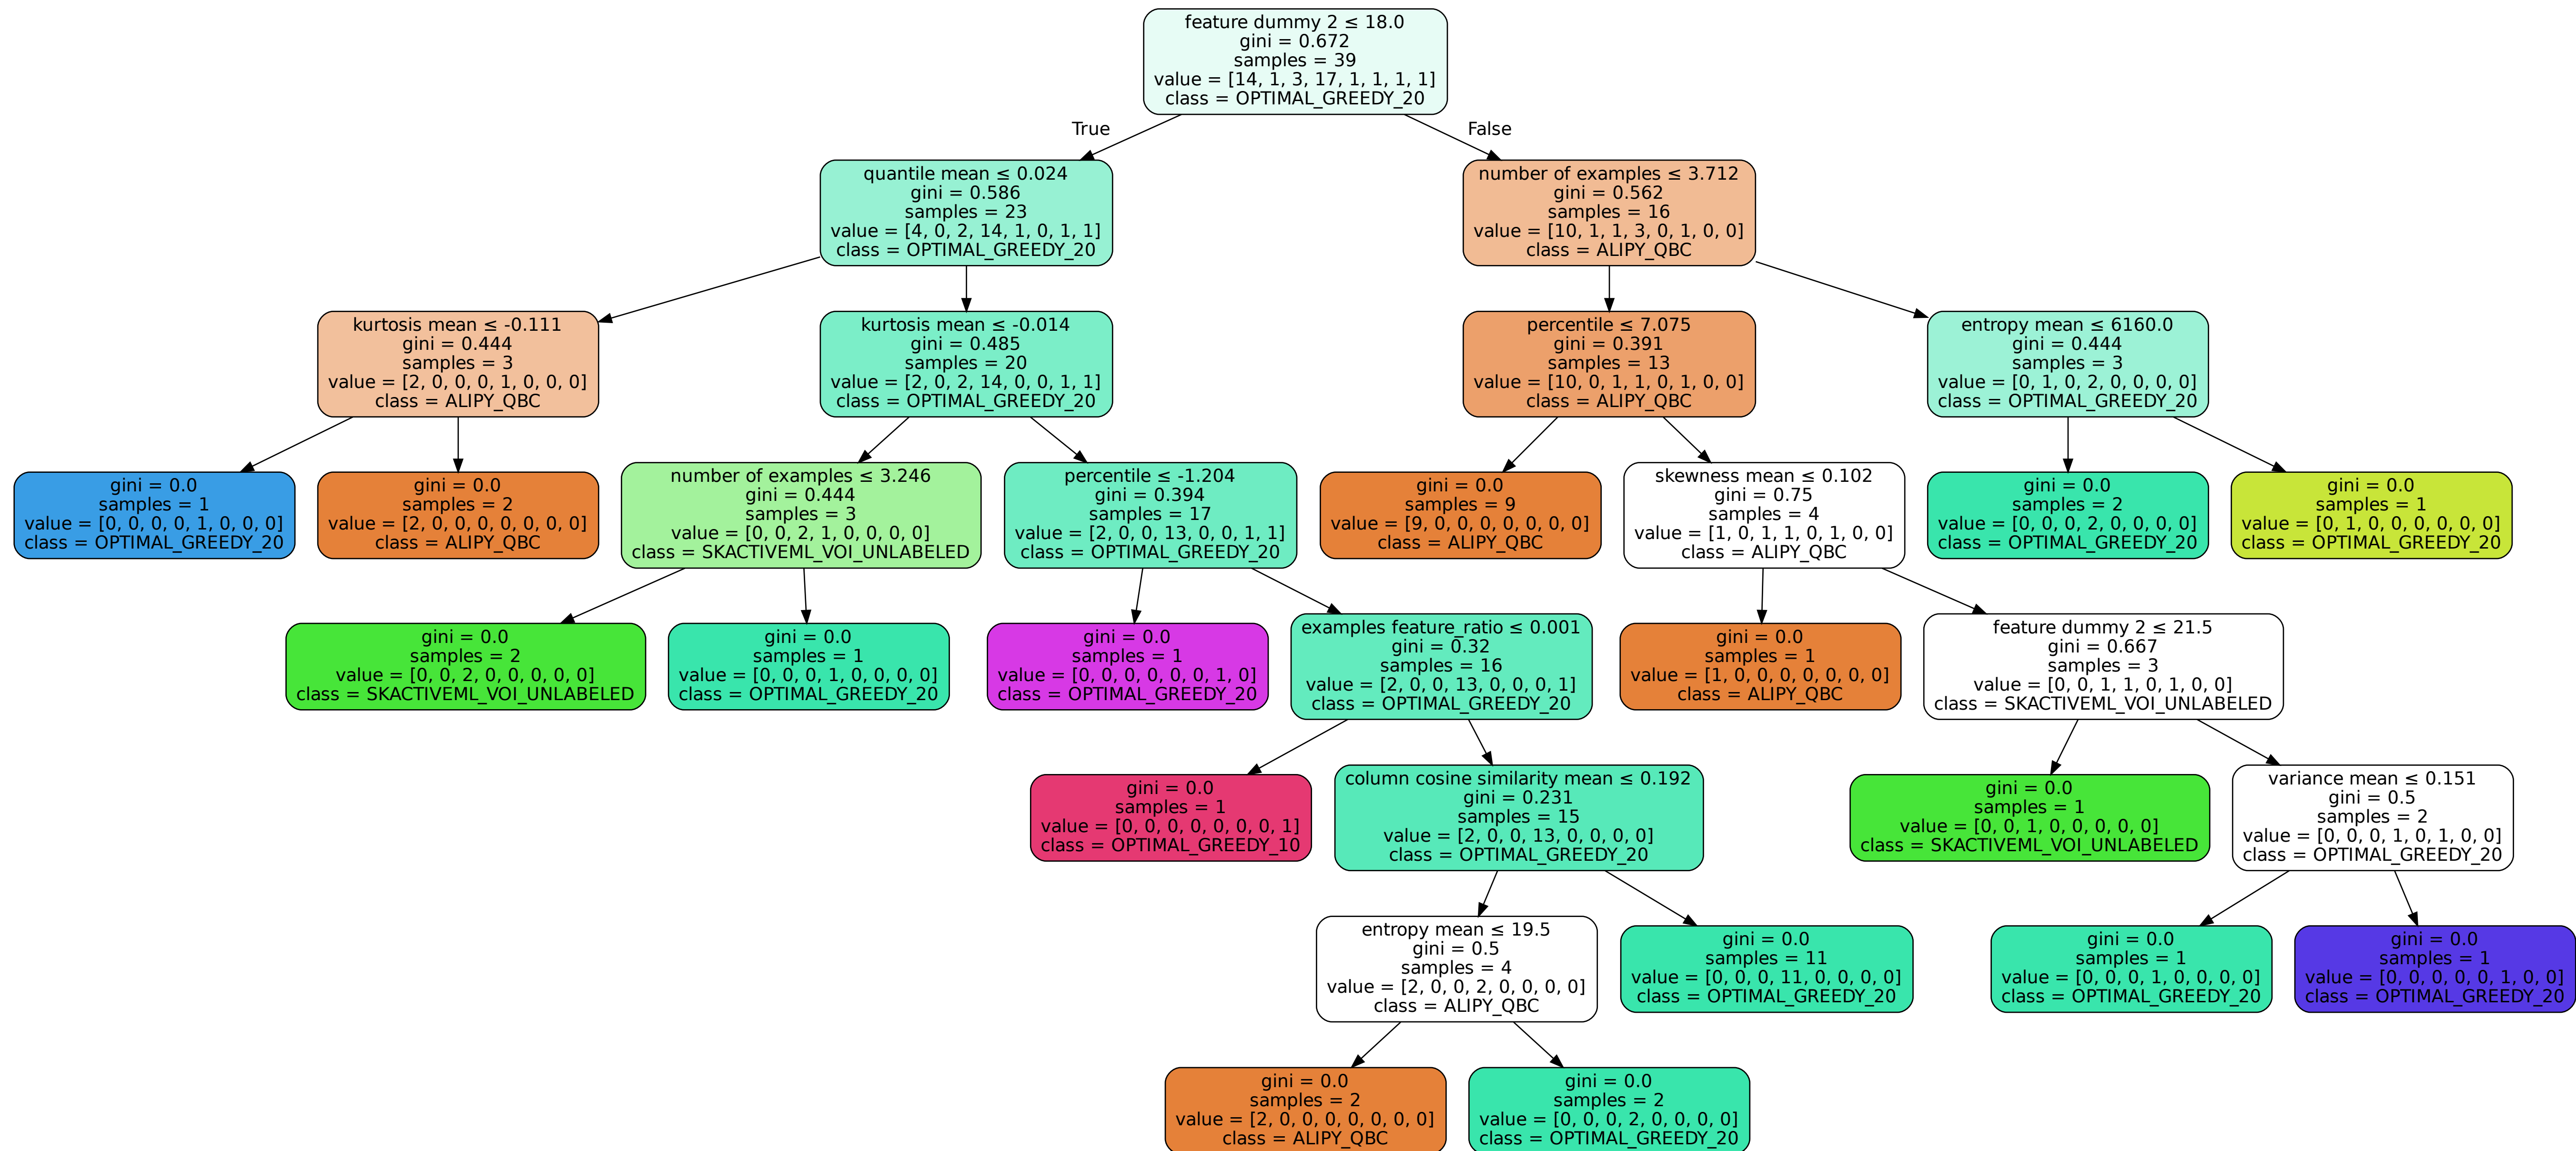 feature dummy 2 ≤ 18.0
gini = 0.672
samples = 39
value = [14, 1, 3, 17, 1, 1, 1, 1]
class = OPTIMAL_GREEDY_20
True
False
quantile mean ≤ 0.024
gini = 0.586
samples = 23
value = [4, 0, 2, 14, 1, 0, 1, 1]
class = OPTIMAL_GREEDY_20
number of examples ≤ 3.712
gini = 0.562
samples = 16
value = [10, 1, 1, 3, 0, 1, 0, 0]
class = ALIPY_QBC
kurtosis mean ≤ -0.111
gini = 0.444
samples = 3
value = [2, 0, 0, 0, 1, 0, 0, 0]
class = ALIPY_QBC
kurtosis mean ≤ -0.014
gini = 0.485
samples = 20
value = [2, 0, 2, 14, 0, 0, 1, 1]
class = OPTIMAL_GREEDY_20
percentile ≤ 7.075
gini = 0.391
samples = 13
value = [10, 0, 1, 1, 0, 1, 0, 0]
class = ALIPY_QBC
entropy mean ≤ 6160.0
gini = 0.444
samples = 3
value = [0, 1, 0, 2, 0, 0, 0, 0]
class = OPTIMAL_GREEDY_20
gini = 0.0
samples = 1
value = [0, 0, 0, 0, 1, 0, 0, 0]
class = OPTIMAL_GREEDY_20
gini = 0.0
samples = 2
value = [2, 0, 0, 0, 0, 0, 0, 0]
class = ALIPY_QBC
number of examples ≤ 3.246
gini = 0.444
samples = 3
value = [0, 0, 2, 1, 0, 0, 0, 0]
class = SKACTIVEML_VOI_UNLABELED
percentile ≤ -1.204
gini = 0.394
samples = 17
value = [2, 0, 0, 13, 0, 0, 1, 1]
class = OPTIMAL_GREEDY_20
gini = 0.0
samples = 9
value = [9, 0, 0, 0, 0, 0, 0, 0]
class = ALIPY_QBC
skewness mean ≤ 0.102
gini = 0.75
samples = 4
value = [1, 0, 1, 1, 0, 1, 0, 0]
class = ALIPY_QBC
gini = 0.0
samples = 2
value = [0, 0, 0, 2, 0, 0, 0, 0]
class = OPTIMAL_GREEDY_20
gini = 0.0
samples = 1
value = [0, 1, 0, 0, 0, 0, 0, 0]
class = OPTIMAL_GREEDY_20
gini = 0.0
samples = 2
value = [0, 0, 2, 0, 0, 0, 0, 0]
class = SKACTIVEML_VOI_UNLABELED
gini = 0.0
samples = 1
value = [0, 0, 0, 1, 0, 0, 0, 0]
class = OPTIMAL_GREEDY_20
gini = 0.0
samples = 1
value = [0, 0, 0, 0, 0, 0, 1, 0]
class = OPTIMAL_GREEDY_20
examples feature_ratio ≤ 0.001
gini = 0.32
samples = 16
value = [2, 0, 0, 13, 0, 0, 0, 1]
class = OPTIMAL_GREEDY_20
gini = 0.0
samples = 1
value = [1, 0, 0, 0, 0, 0, 0, 0]
class = ALIPY_QBC
feature dummy 2 ≤ 21.5
gini = 0.667
samples = 3
value = [0, 0, 1, 1, 0, 1, 0, 0]
class = SKACTIVEML_VOI_UNLABELED
gini = 0.0
samples = 1
value = [0, 0, 0, 0, 0, 0, 0, 1]
class = OPTIMAL_GREEDY_10
column cosine similarity mean ≤ 0.192
gini = 0.231
samples = 15
value = [2, 0, 0, 13, 0, 0, 0, 0]
class = OPTIMAL_GREEDY_20
gini = 0.0
samples = 1
value = [0, 0, 1, 0, 0, 0, 0, 0]
class = SKACTIVEML_VOI_UNLABELED
variance mean ≤ 0.151
gini = 0.5
samples = 2
value = [0, 0, 0, 1, 0, 1, 0, 0]
class = OPTIMAL_GREEDY_20
entropy mean ≤ 19.5
gini = 0.5
samples = 4
value = [2, 0, 0, 2, 0, 0, 0, 0]
class = ALIPY_QBC
gini = 0.0
samples = 11
value = [0, 0, 0, 11, 0, 0, 0, 0]
class = OPTIMAL_GREEDY_20
gini = 0.0
samples = 1
value = [0, 0, 0, 1, 0, 0, 0, 0]
class = OPTIMAL_GREEDY_20
gini = 0.0
samples = 1
value = [0, 0, 0, 0, 0, 1, 0, 0]
class = OPTIMAL_GREEDY_20
gini = 0.0
samples = 2
value = [2, 0, 0, 0, 0, 0, 0, 0]
class = ALIPY_QBC
gini = 0.0
samples = 2
value = [0, 0, 0, 2, 0, 0, 0, 0]
class = OPTIMAL_GREEDY_20